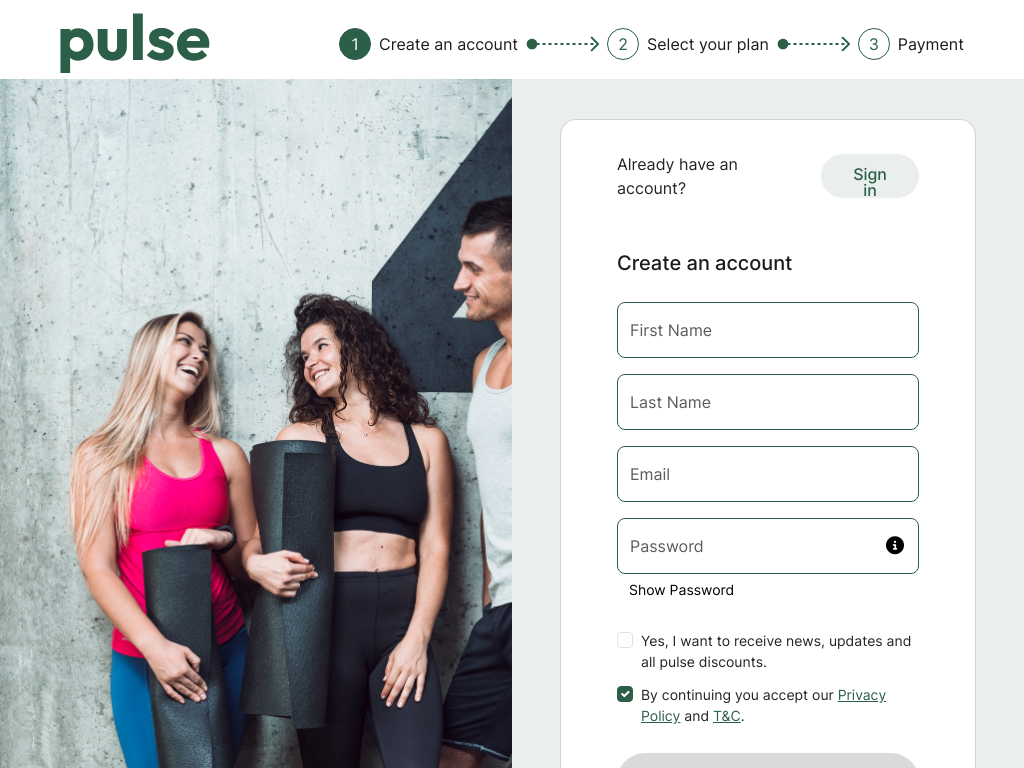 pulse
1 Create an account 2 Select your plan 3 Payment
Already have an
account?
Sign
in
Create an account
First Name
Last Name
Email
Password
Show Password
Yes, I want to receive news, updates and
all pulse discounts.
By continuing you accept our Privacy
Policy and T&C.